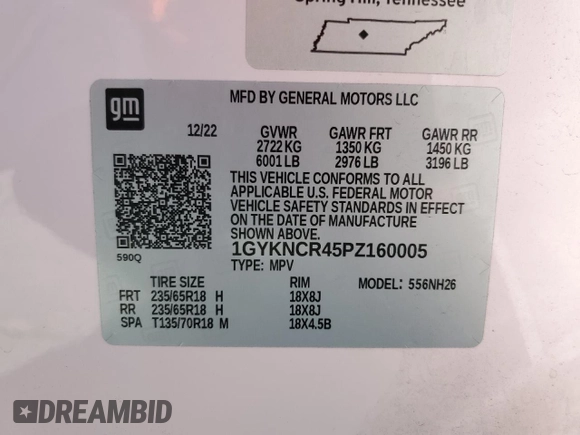 Spring Hill, Tennessee
gm
MFD BY GENERAL MOTORS LLC
12/22 GVWR GAWR FRT GAWR RR
2722 KG 1350 KG 1450 KG
6001 LB 2976 LB 3196 LB
THIS VEHICLE CONFORMS TO ALL
APPLICABLE U.S. FEDERAL MOTOR
VEHICLE SAFETY STANDARDS IN EFFECT
ON THE DATE OF MANUFACTURE
SHOWN ABOVE.
590Q
1GYKNCR45PZ160005
TYPE: MPV
TIRE SIZE RIM MODEL: 556NH26
FRT 235/65R18 H 18X8J
RR 235/65R18 H 18X8J
SPA T135/70R18 M 18X4.5B
DREAMBID